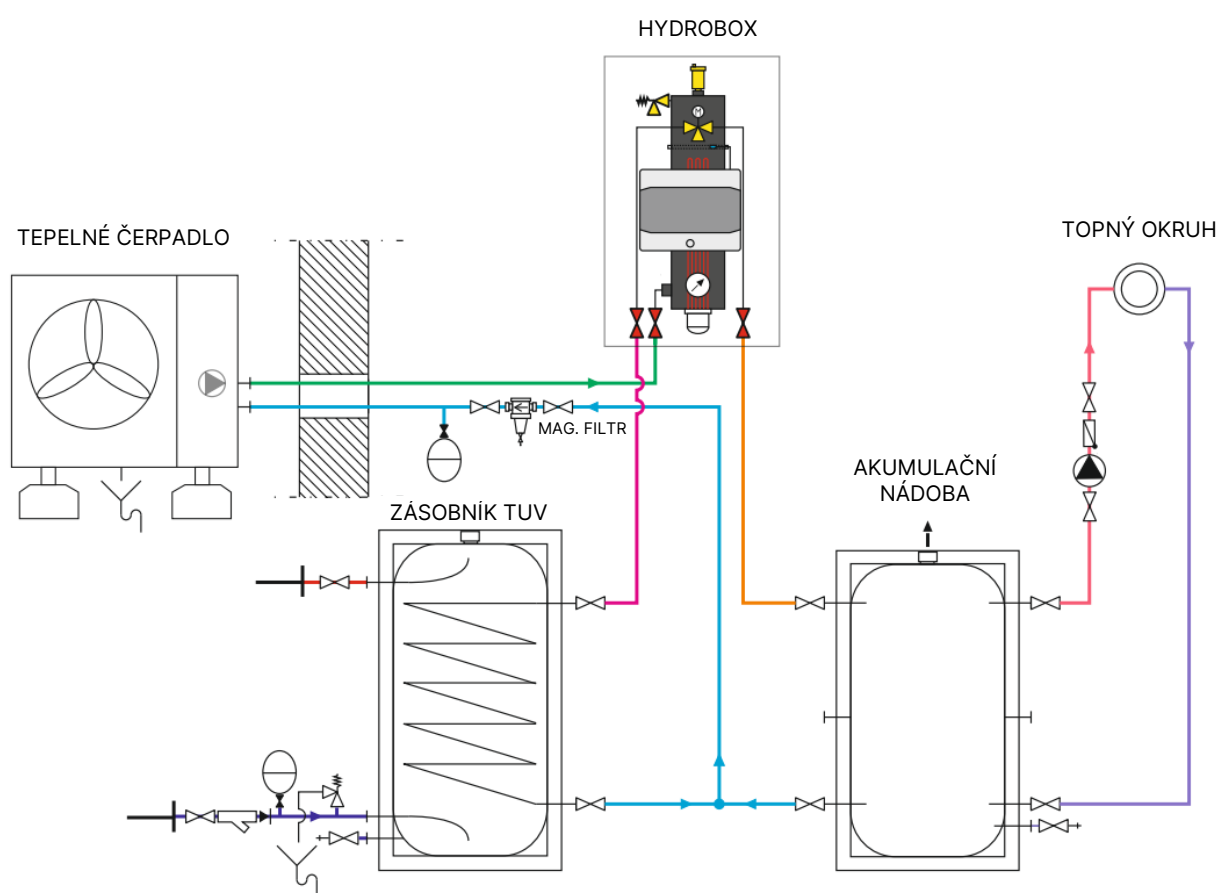 HYDROBOX
M
TEPELNÉ ČERPADLO
TOPNÝ OKRUH
MAG. FILTR
AKUMULAČNÍ
NÁDOBA
ZÁSOBNÍK TUV